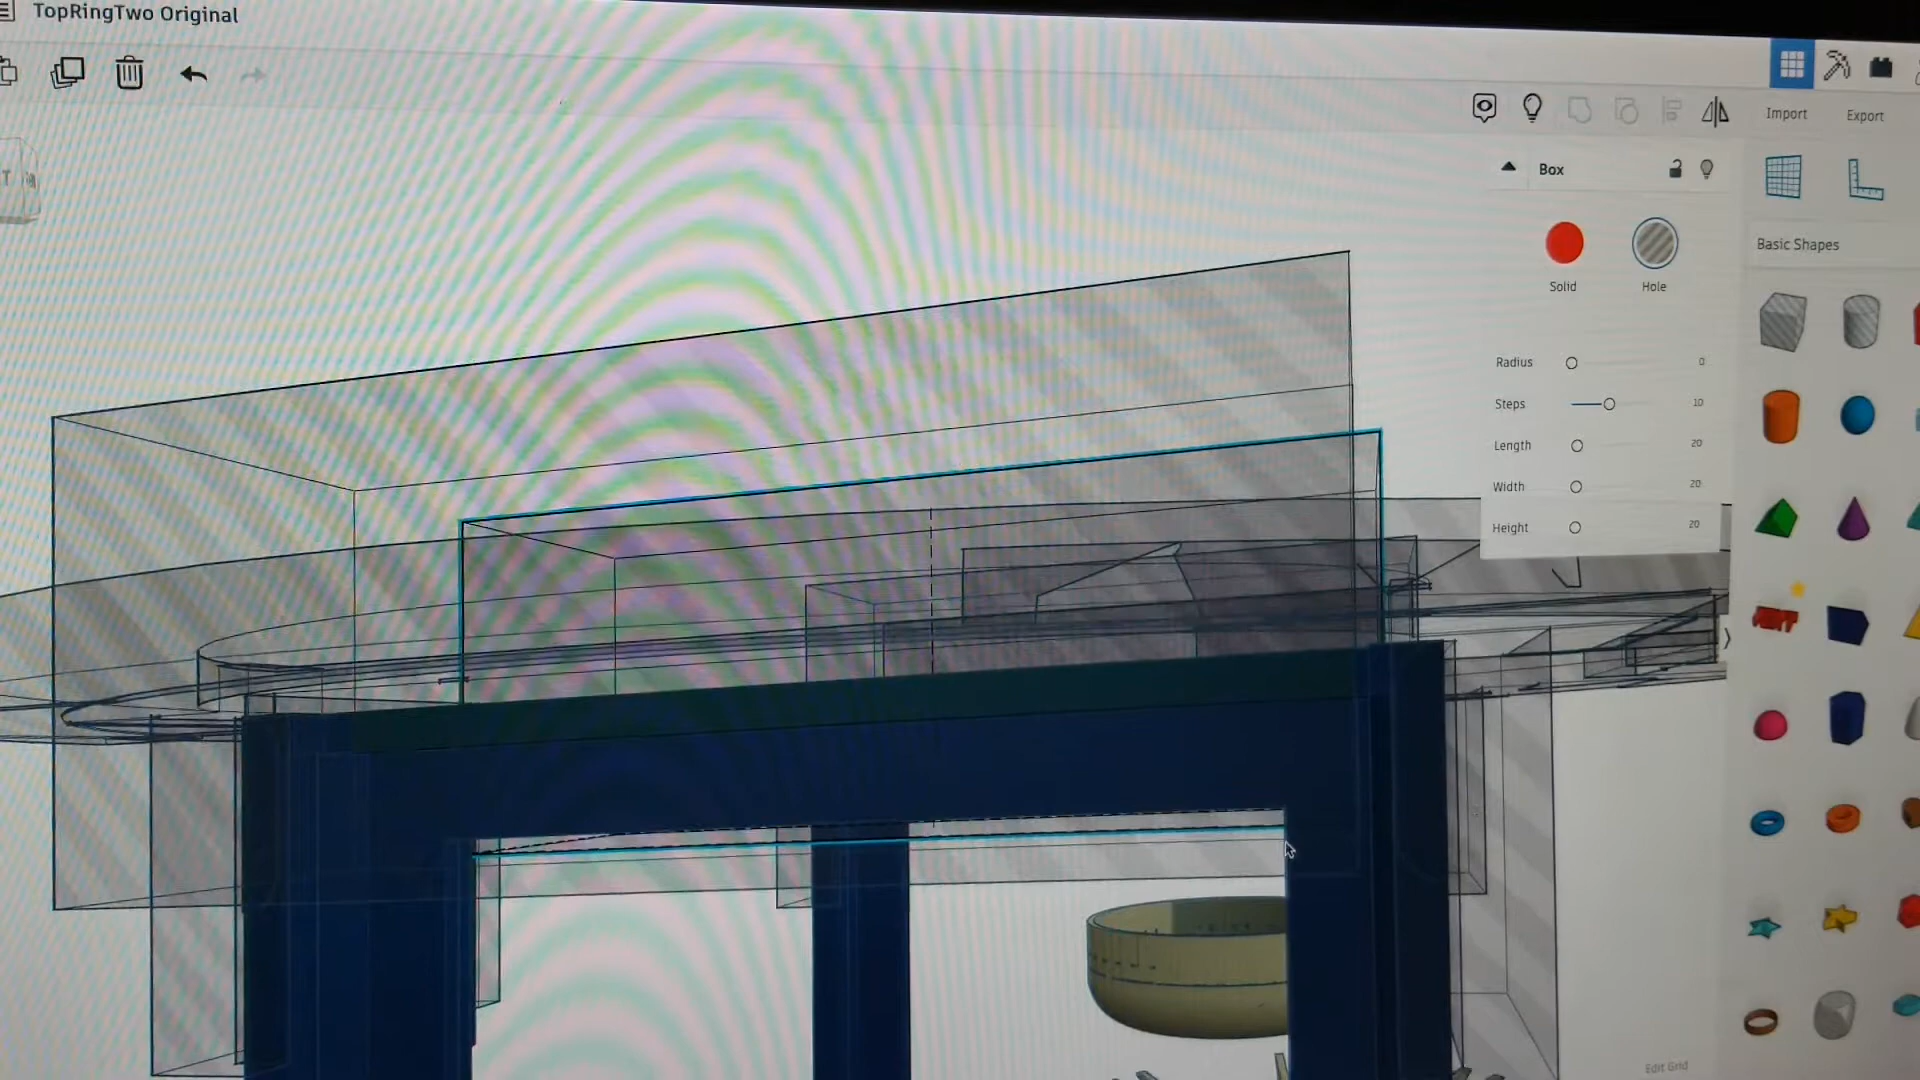 TopRingTwo Original
Import
Export
Box
Basic Shapes
Solid
Hole
Radius 0
Steps 10
Length 20
Width 20
Height 20
Edit Grid